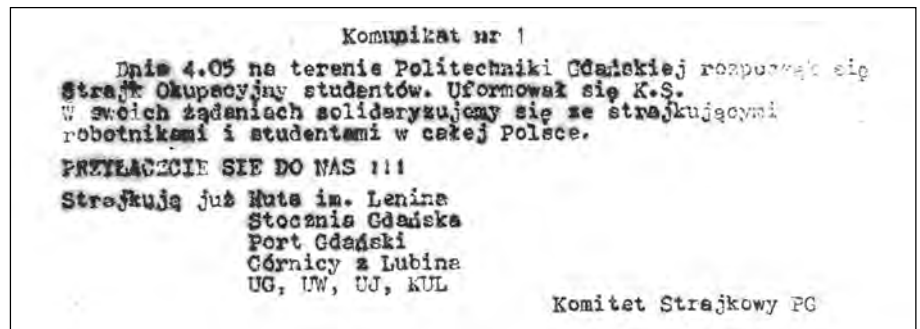 Komunikat nr 1
Dnia 4.05 na terenie Politechniki Gdańskiej rozpoczął się
Strajk Okupacyjny studentów. Uformował się K.S.
W swoich żądaniach solidaryzujemy się ze strajkującymi
robotnikami i studentami w całej Polsce.
PRZYŁACZCIE SIE DO NAS !!!
Strajkują już Huta im. Lenina
Stocznia Gdańska
Port Gdański
Górnicy z Lubina
UG, UW, UJ, KUL
Komitet Strajkowy PG